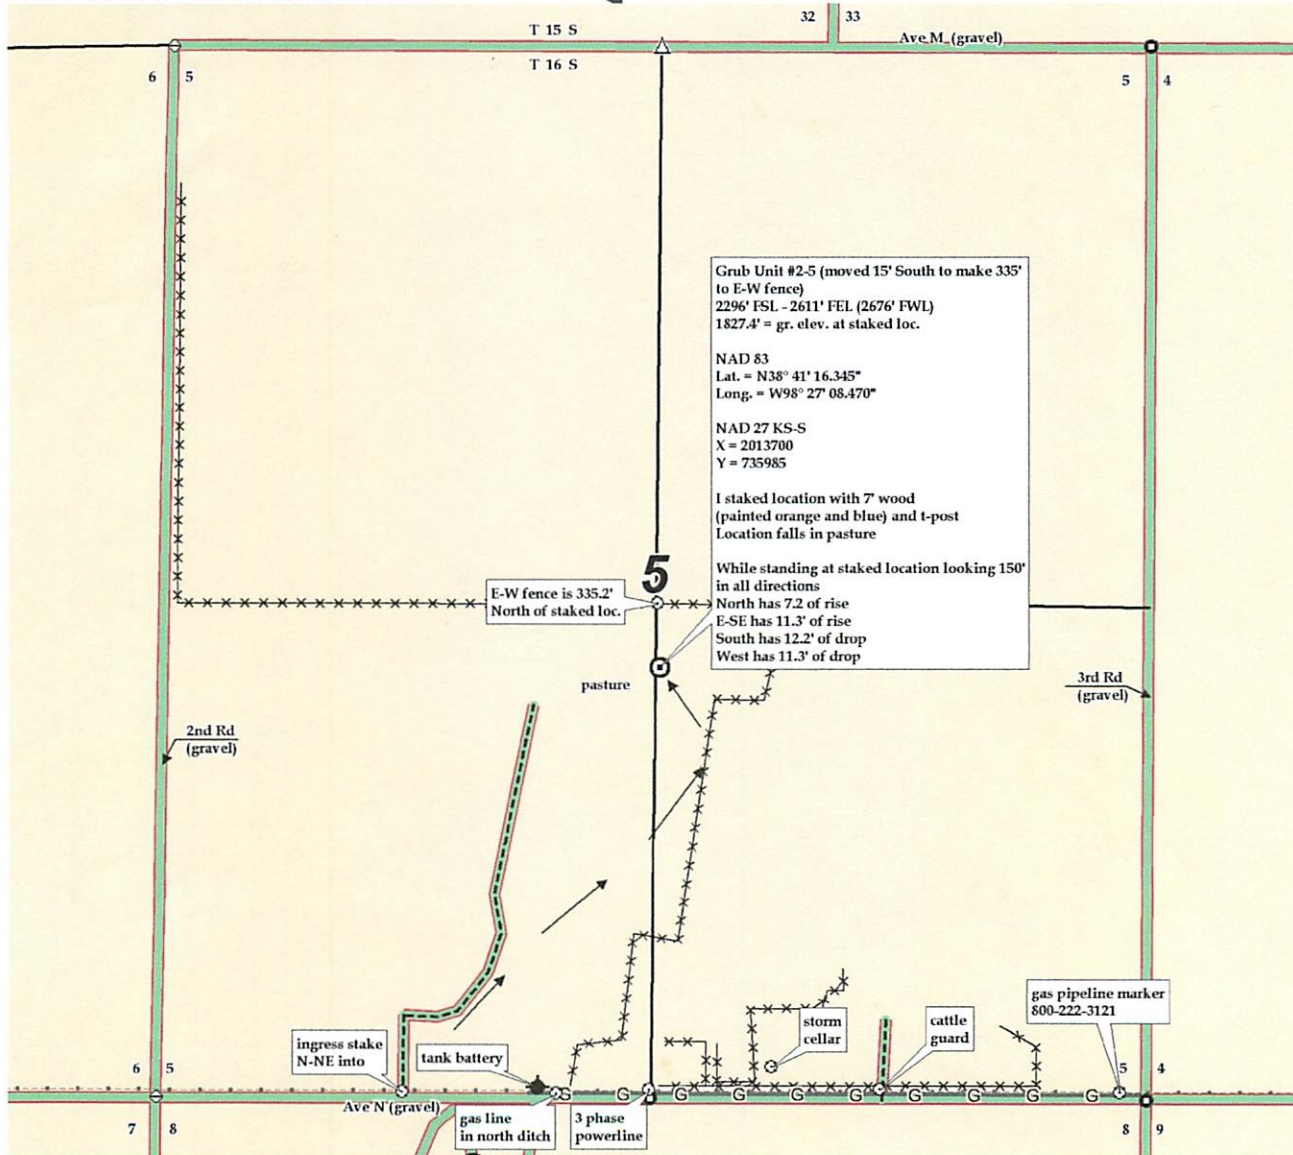 T 15 S
32 33
Ave M (gravel)
T 16 S
6 5
5 4
Grub Unit #2-5 (moved 15' South to make 335'
to E-W fence)
2296' FSL - 2611' FEL (2676' FWL)
1827.4' = gr. elev. at staked loc.
NAD 83
Lat. = N38° 41' 16.345"
Long. = W98° 27' 08.470"
NAD 27 KS-S
X = 2013700
Y = 735985
I staked location with 7' wood
(painted orange and blue) and t-post
Location falls in pasture
While standing at staked location looking 150'
in all directions
North has 7.2 of rise
E-SE has 11.3' of rise
South has 12.2' of drop
West has 11.3' of drop
5
E-W fence is 335.2'
North of staked loc.
pasture
3rd Rd
(gravel)
2nd Rd
(gravel)
gas pipeline marker
800-222-3121
storm
cellar
cattle
guard
ingress stake
N-NE into
tank battery
6 5
5 4
G G G G G G G G G
Ave N (gravel)
gas line
in north ditch
3 phase
powerline
7 8
8 9